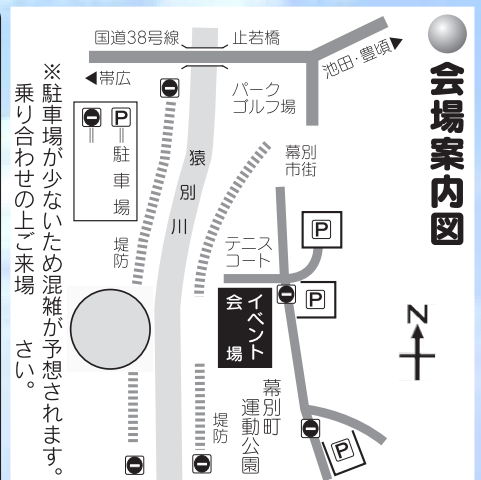 会場案内図
国道38号線
止若橋
池田・豊頃▶
◀帯広
パーク
ゴルフ場
P
駐車場
猿別川
幕別
市街
堤防
テニス
コート
P
P
イベント
会場
N
幕別町
運動公園
堤防
P
※駐車場が少ないため混雑が予想されます。
乗り合わせの上ご来場
さい。